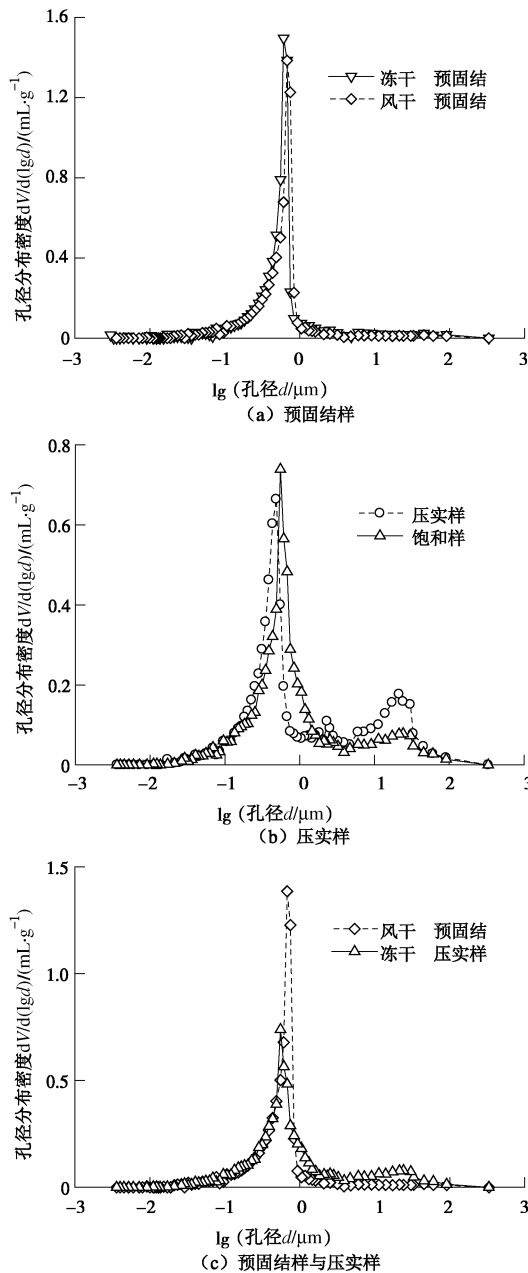 1.6
1.2
0.8
0.4
0
孔径分布密度dV/d(lgd)/(mL·g⁻¹)
冻干 预固结
风干 预固结
−3 −2 −1 0 1 2 3
lg (孔径d/μm)
(a) 预固结样
0.8
0.6
0.4
0.2
0
孔径分布密度dV/d(lgd)/(mL·g⁻¹)
压实样
饱和样
−3 −2 −1 0 1 2 3
lg (孔径d/μm)
(b) 压实样
1.5
1.0
0.5
0
孔径分布密度dV/d(lgd)/(mL·g⁻¹)
风干 预固结
冻干 压实样
−3 −2 −1 0 1 2 3
lg (孔径d/μm)
(c) 预固结样与压实样